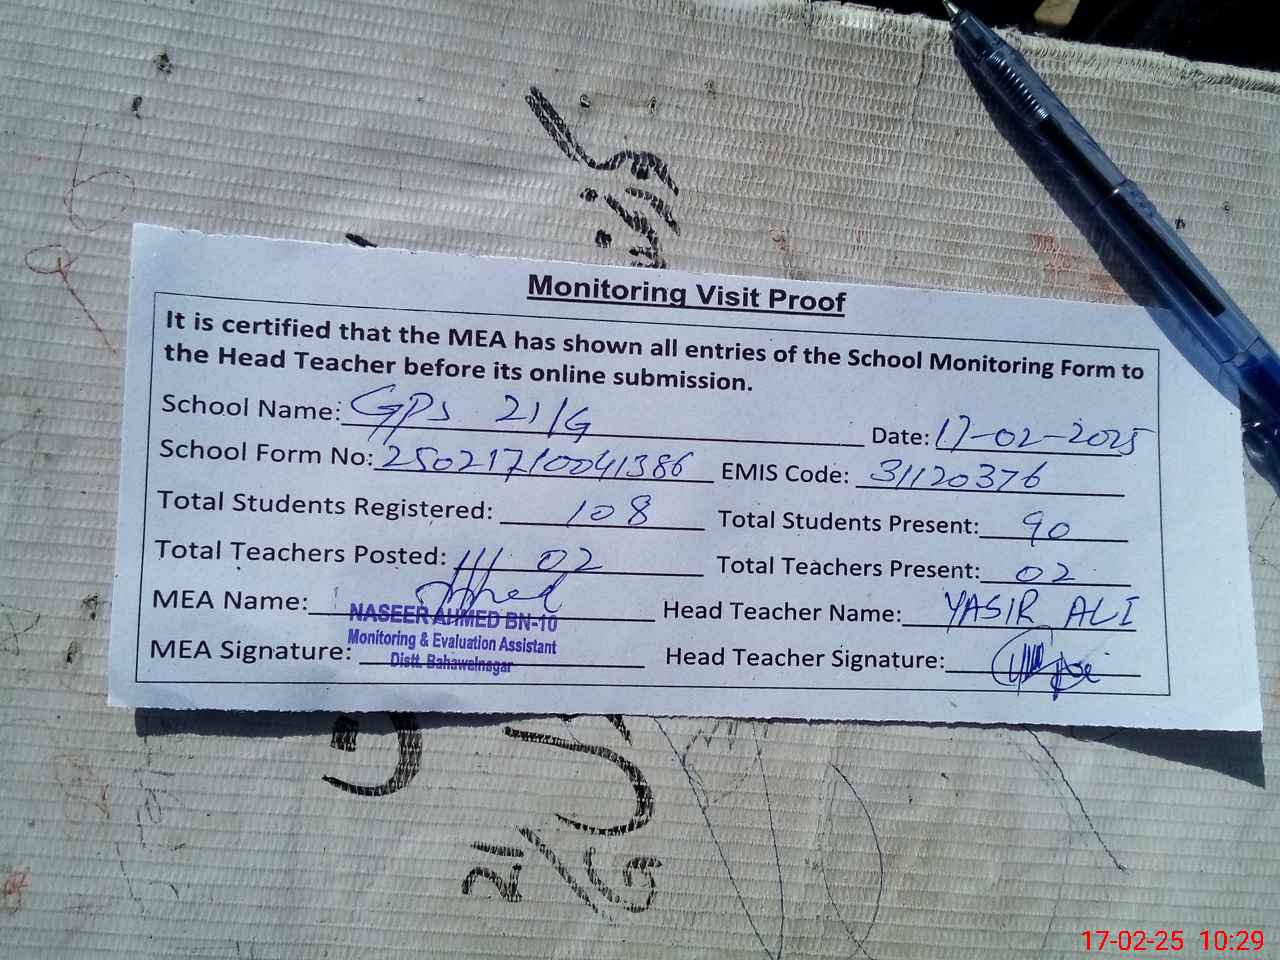 Monitoring Visit Proof
It is certified that the MEA has shown all entries of the School Monitoring Form to
the Head Teacher before its online submission.
School Name: GPS 21/G Date: 17-02-2025
School Form No: 25021710041386 EMIS Code: 31120376
Total Students Registered: 108 Total Students Present: 90
Total Teachers Posted: 02 Total Teachers Present: 02
MEA Name: Head Teacher Name: YASIR ALI
NASEER AHMED BN-10
Monitoring & Evaluation Assistant
Distt. Bahawalnagar
MEA Signature: Head Teacher Signature:
17-02-25 10:29